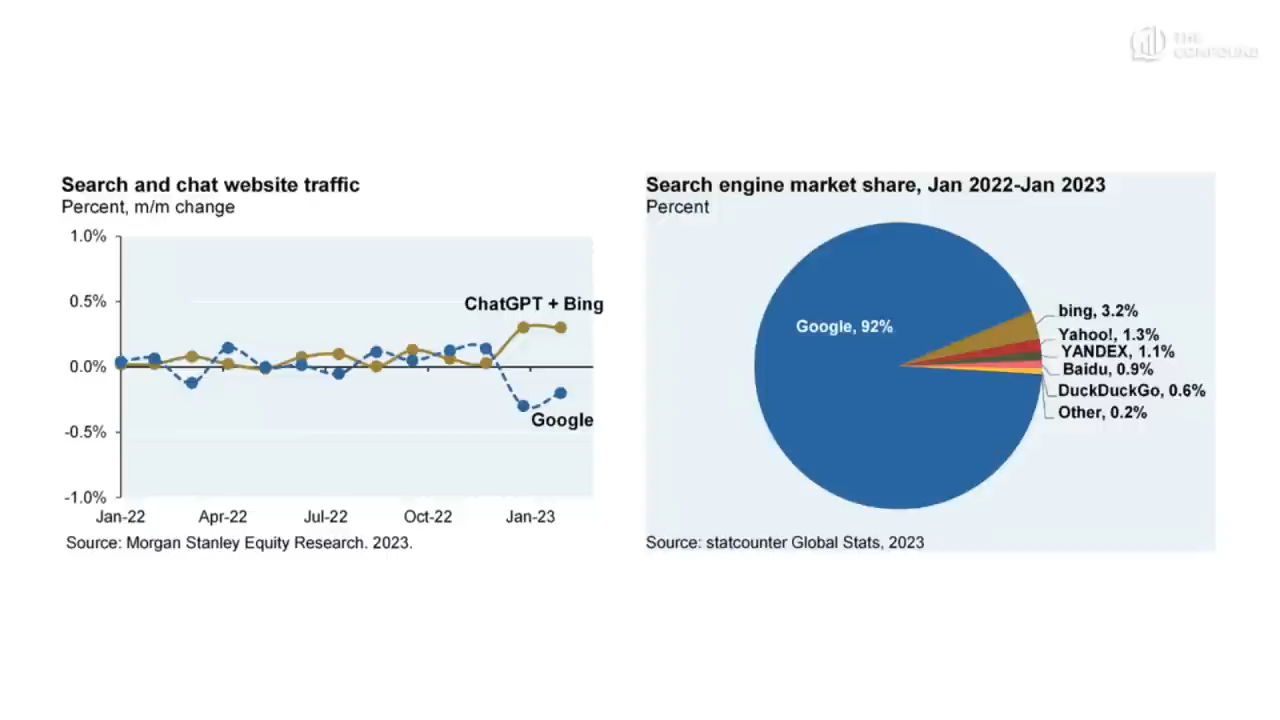 THE
COMPOUND
Search and chat website traffic
Percent, m/m change
1.0%
0.5%
0.0%
-0.5%
-1.0%
ChatGPT + Bing
Google
Jan-22
Apr-22
Jul-22
Oct-22
Jan-23
Source: Morgan Stanley Equity Research. 2023.
Search engine market share, Jan 2022-Jan 2023
Percent
Google, 92%
bing, 3.2%
Yahoo!, 1.3%
YANDEX, 1.1%
Baidu, 0.9%
DuckDuckGo, 0.6%
Other, 0.2%
Source: statcounter Global Stats, 2023